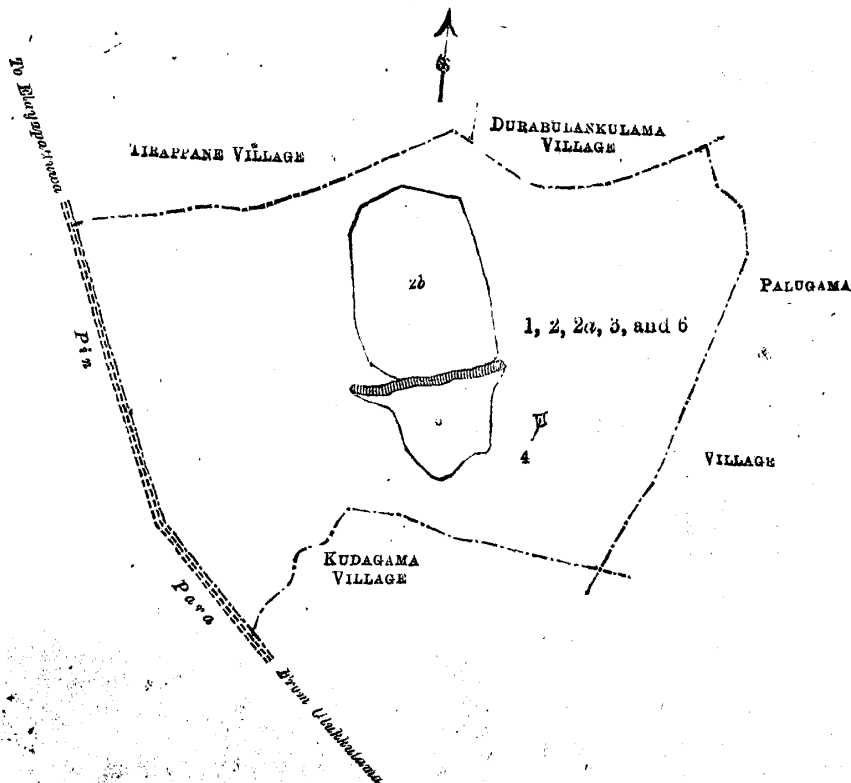 TIRAPPANE VILLAGE
DURABULANKULAMA
VILLAGE
2b
PALUGAMA
1, 2, 2a, 3, and 6
Pin
5
4
VILLAGE
KUDAGAMA
VILLAGE
Para
From Ulukkulama
To